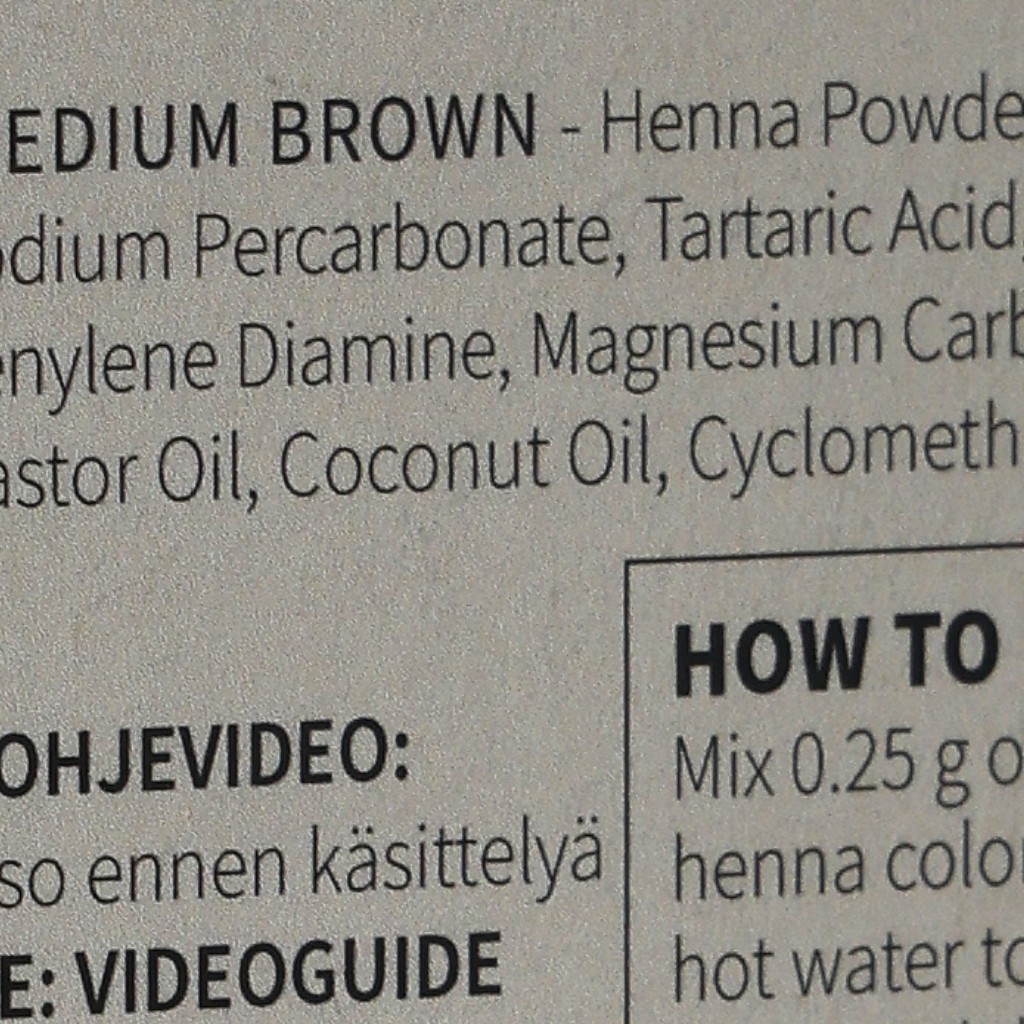 EDIUM BROWN - Henna Powde
odium Percarbonate, Tartaric Acid,
enylene Diamine, Magnesium Carb
astor Oil, Coconut Oil, Cyclometh
OHJEVIDEO:
so ennen käsittelyä
E: VIDEOGUIDE
HOW TO
Mix 0.25 g o
henna color
hot water to